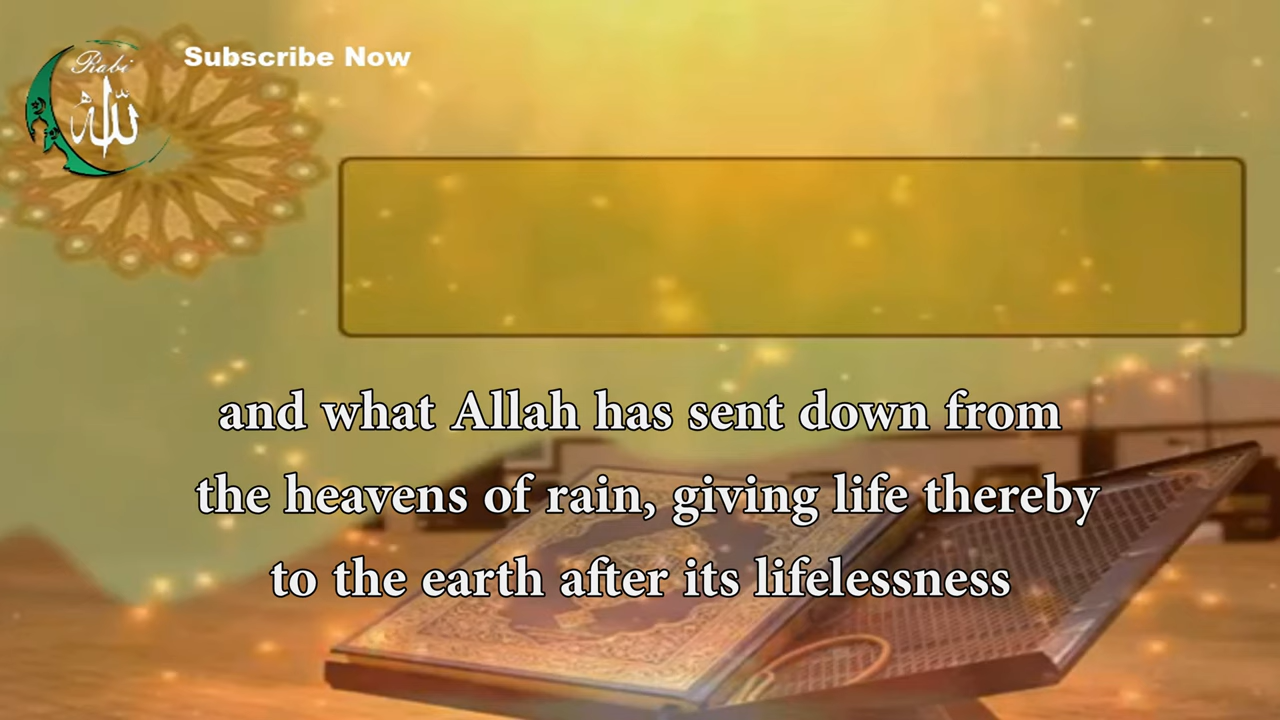 Subscribe Now
Rabi
الله
and what Allah has sent down from
the heavens of rain, giving life thereby
to the earth after its lifelessness